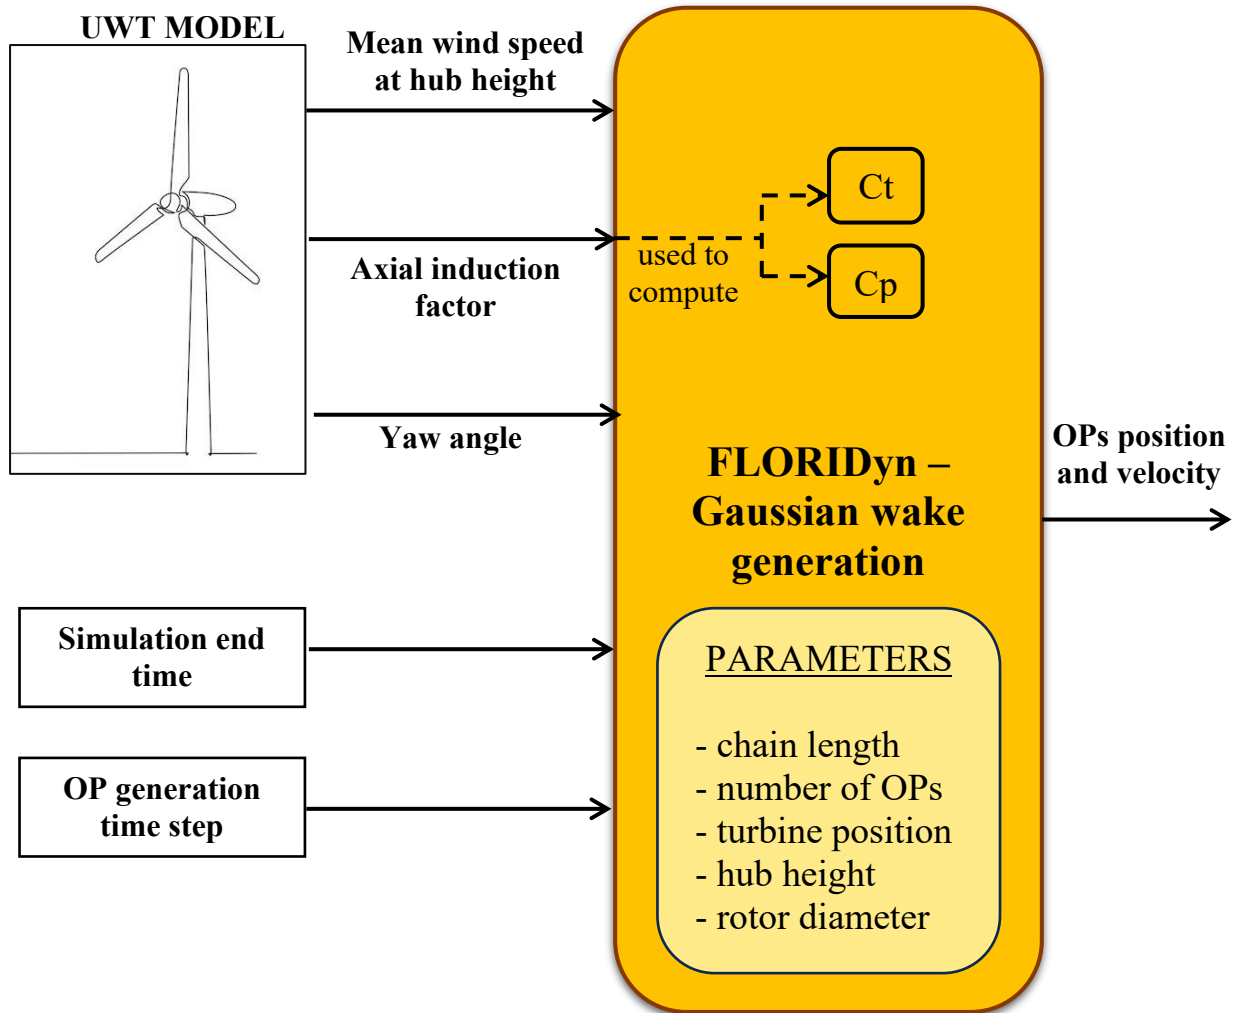 UWT MODEL
Mean wind speed
at hub height
Axial induction
factor
used to
compute
Ct
Cp
Yaw angle
FLORIDyn –
Gaussian wake
generation
OPs position
and velocity
Simulation end
time
OP generation
time step
PARAMETERS
- chain length
- number of OPs
- turbine position
- hub height
- rotor diameter